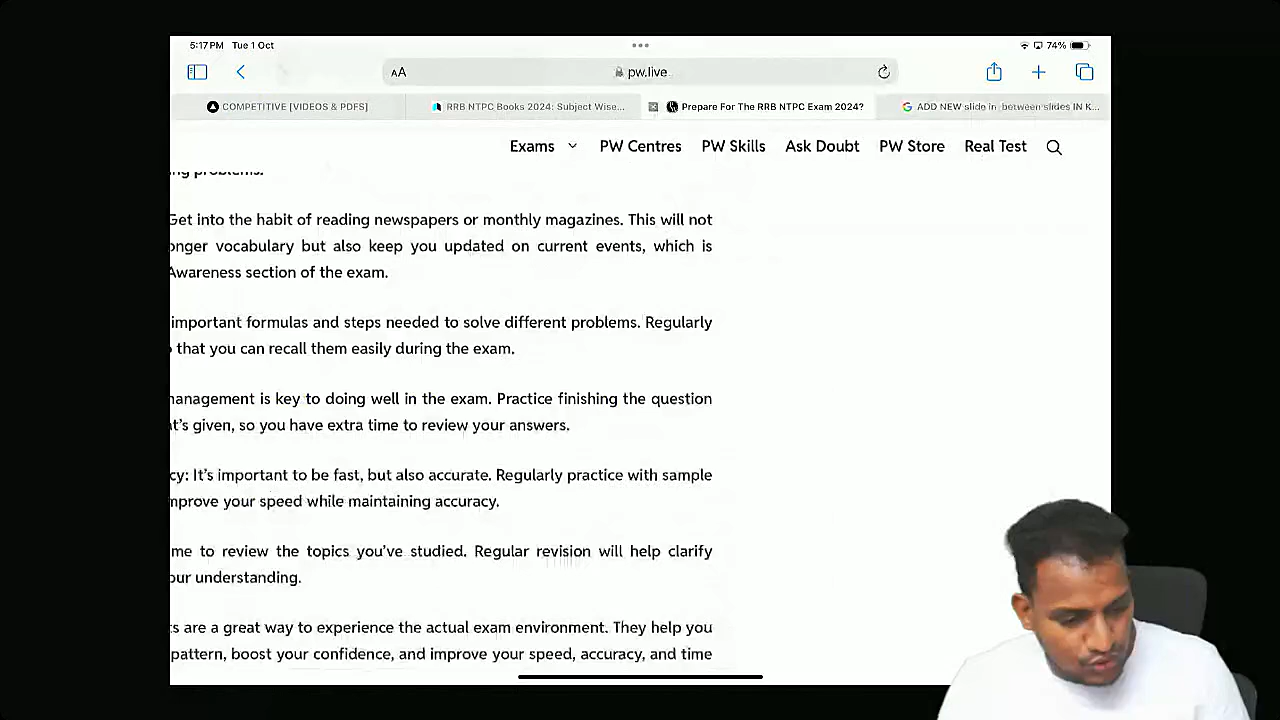 5:17 PM Tue 1 Oct
74%
AA
pw.live
COMPETITIVE [VIDEOS & PDFS]
RRB NTPC Books 2024: Subject Wise...
Prepare For The RRB NTPC Exam 2024?
ADD NEW slide in between slides IN K...
Exams PW Centres PW Skills Ask Doubt PW Store Real Test
ing problems.
Get into the habit of reading newspapers or monthly magazines. This will not
onger vocabulary but also keep you updated on current events, which is
Awareness section of the exam.
important formulas and steps needed to solve different problems. Regularly
that you can recall them easily during the exam.
management is key to doing well in the exam. Practice finishing the question
at's given, so you have extra time to review your answers.
cy: It's important to be fast, but also accurate. Regularly practice with sample
mprove your speed while maintaining accuracy.
me to review the topics you've studied. Regular revision will help clarify
our understanding.
ts are a great way to experience the actual exam environment. They help you
pattern, boost your confidence, and improve your speed, accuracy, and time